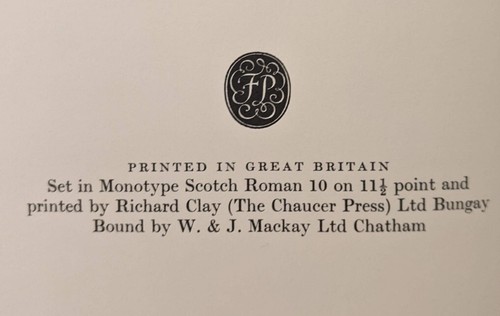 FP
PRINTED IN GREAT BRITAIN
Set in Monotype Scotch Roman 10 on 11½ point and
printed by Richard Clay (The Chaucer Press) Ltd Bungay
Bound by W. & J. Mackay Ltd Chatham